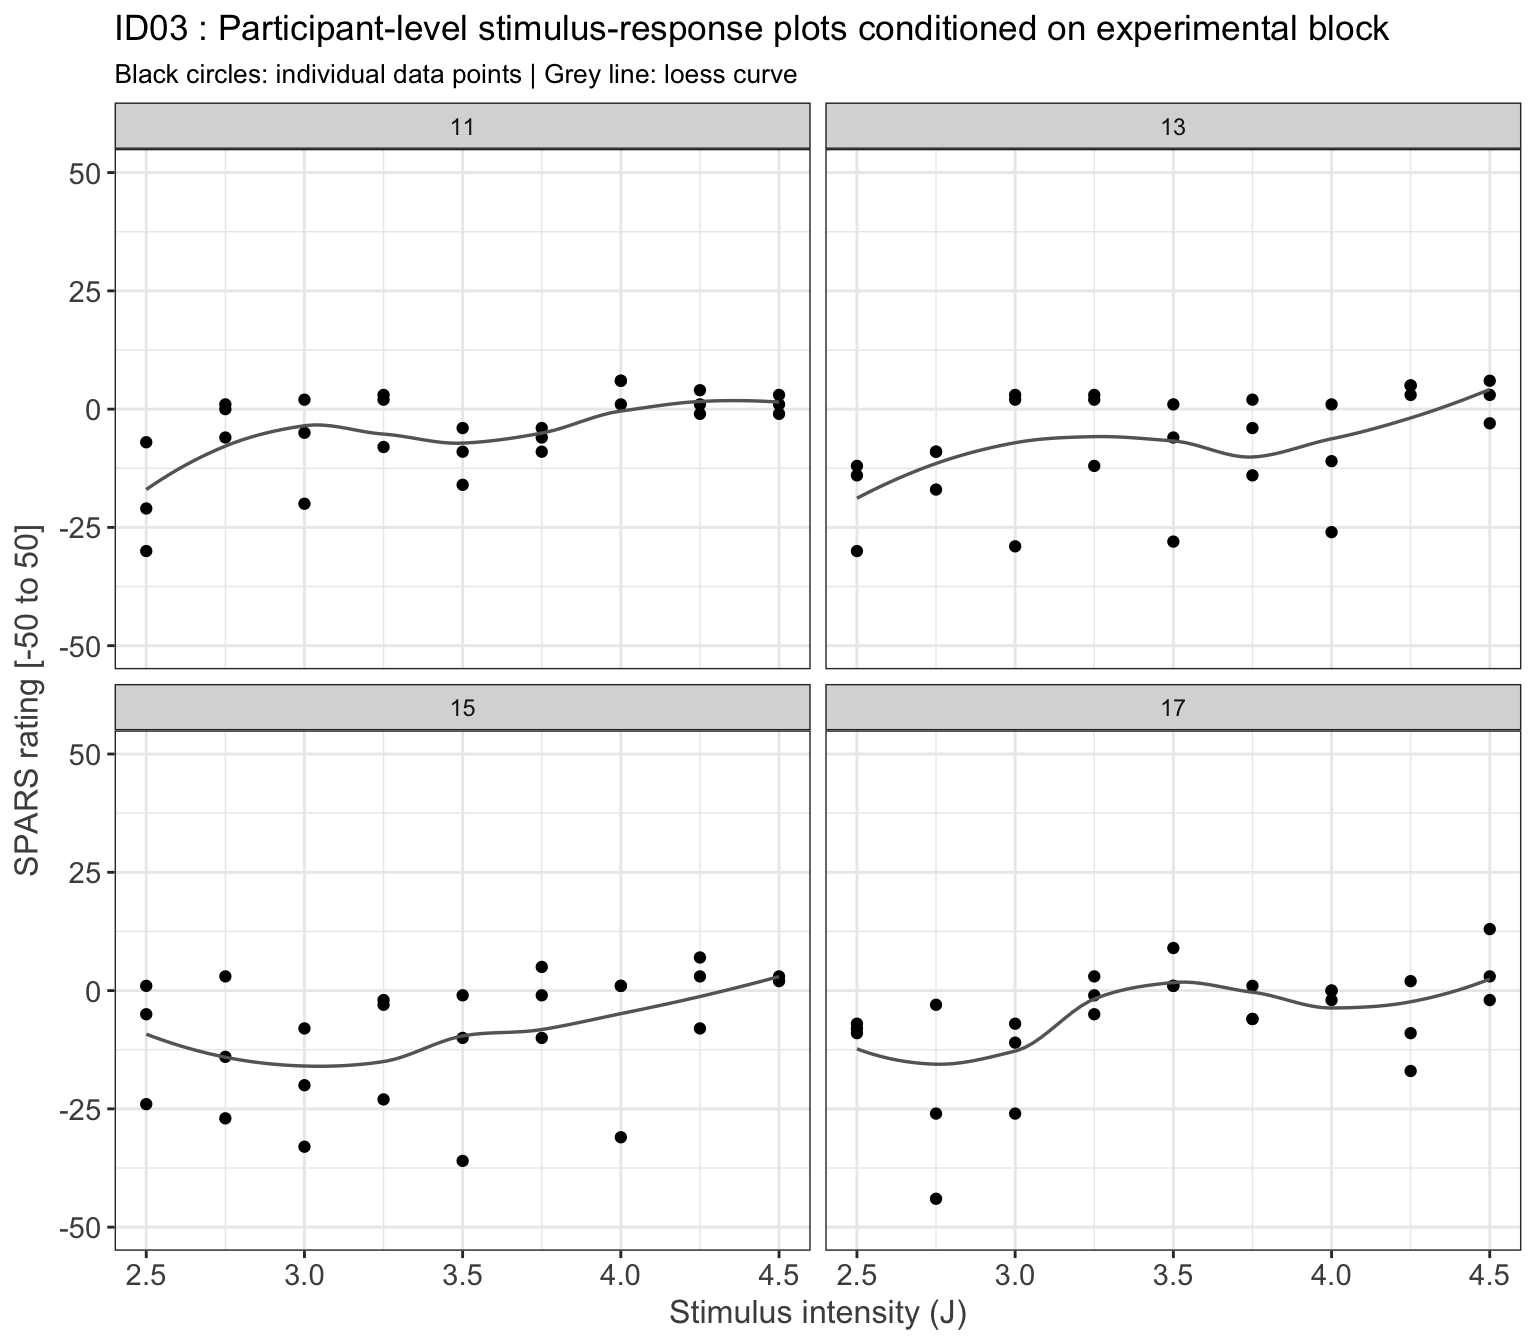 ID03 : Participant-level stimulus-response plots conditioned on experimental block
Black circles: individual data points | Grey line: loess curve
11
13
50
25
0
-25
-50
SPARS rating [-50 to 50]
15
17
50
25
0
-25
-50
2.5 3.0 3.5 4.0 4.5
2.5 3.0 3.5 4.0 4.5
Stimulus intensity (J)